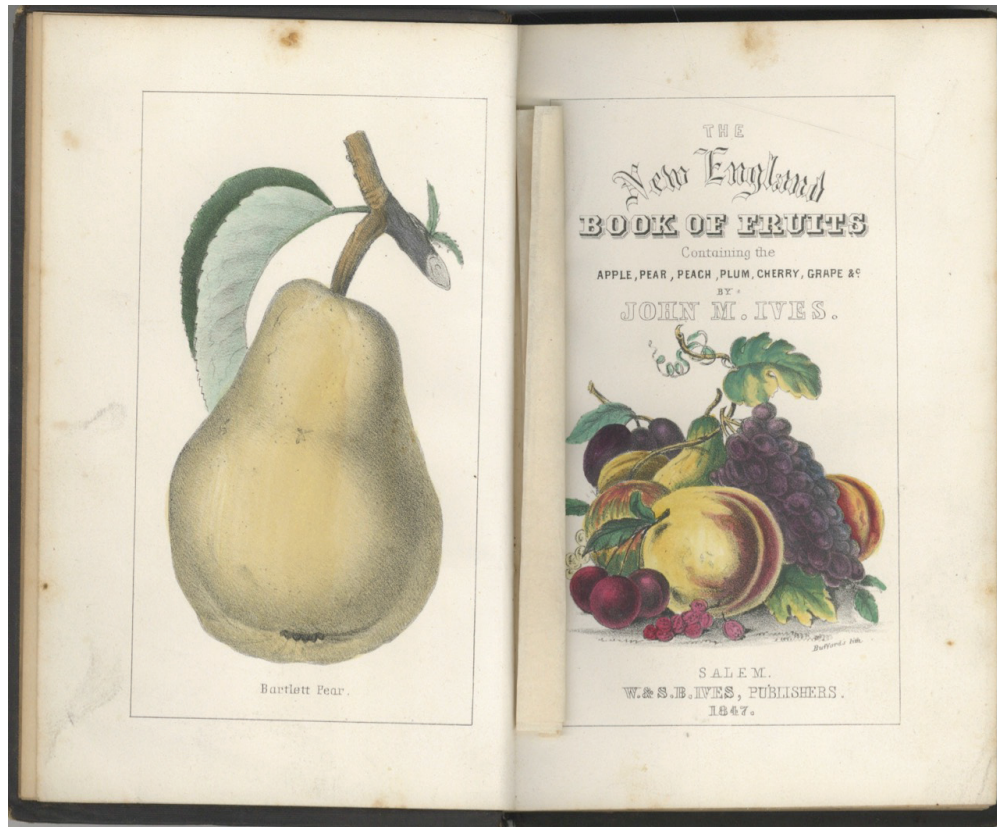 Bartlett Pear.
THE
New England
BOOK OF FRUITS
Containing the
APPLE, PEAR, PEACH, PLUM, CHERRY, GRAPE &c
BY
JOHN M. IVES.
Bufford's lith.
SALEM.
W. & S.B. IVES, PUBLISHERS.
1847.